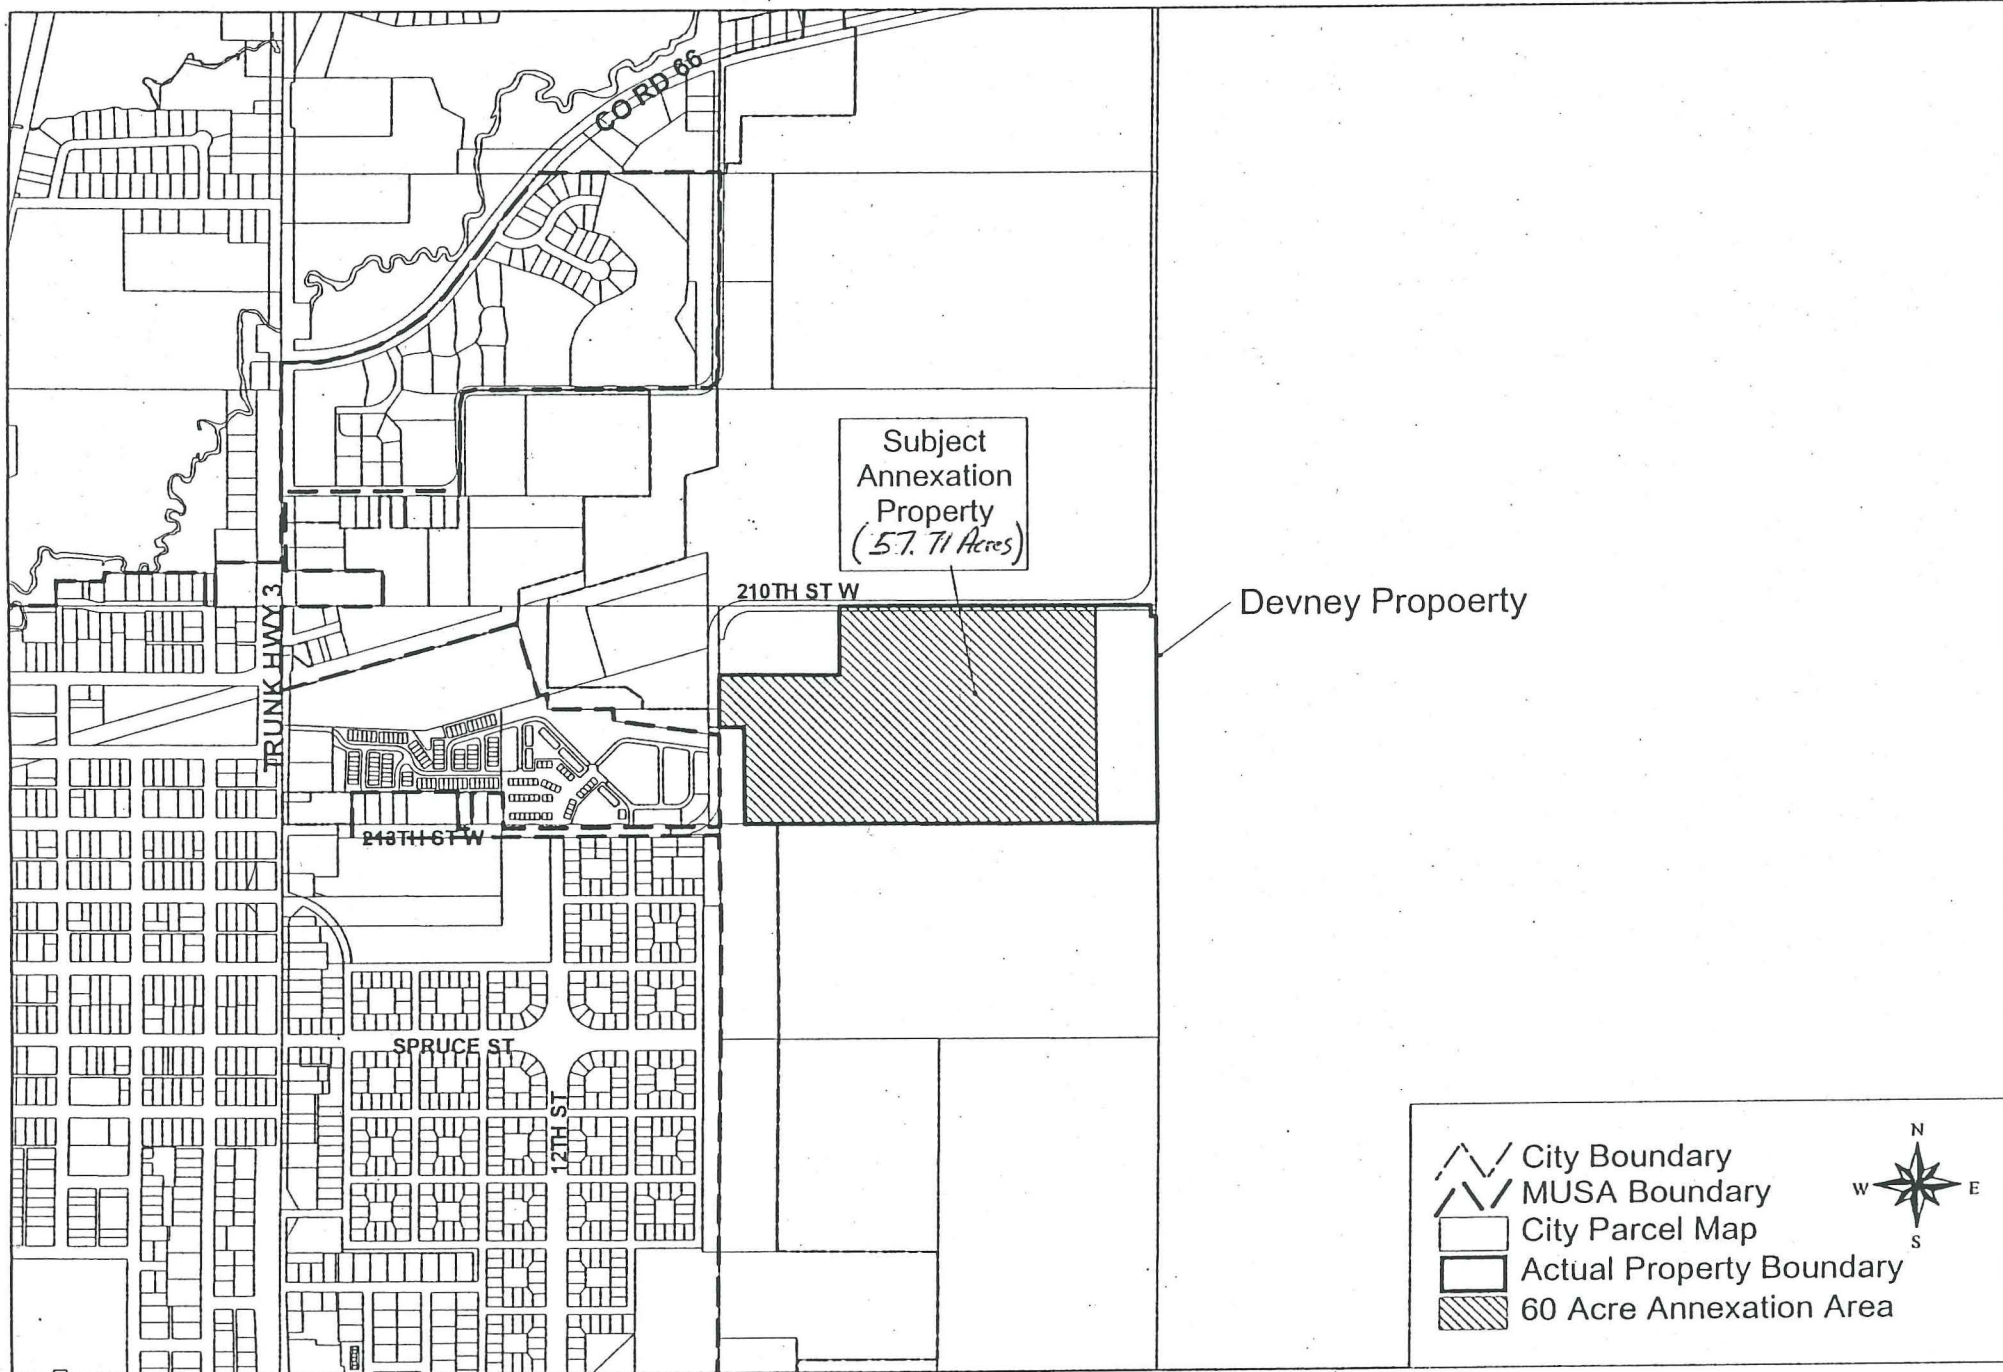 CO RD 66
Subject
Annexation
Property
(57.71 Acres)
210TH ST W
Devney Propoerty
TRUNK HWY 3
213TH ST W
SPRUCE ST
12TH ST
City Boundary
MUSA Boundary
City Parcel Map
Actual Property Boundary
60 Acre Annexation Area
N
W E
S